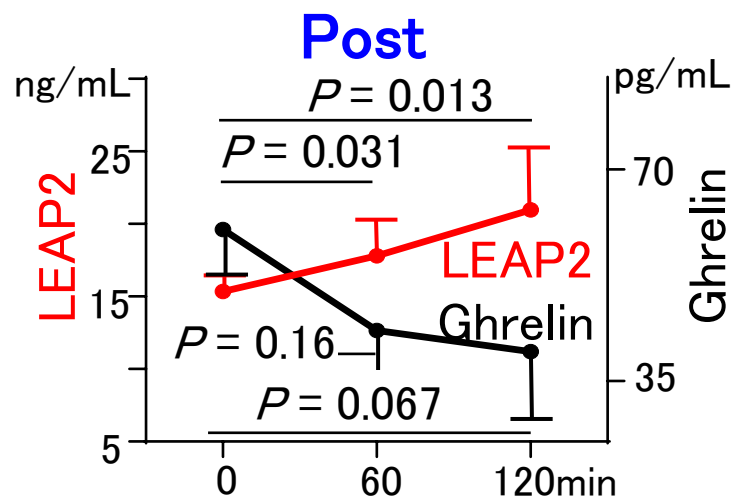 Post
ng/mL
pg/mL
P = 0.013
25
P = 0.031
70
LEAP2
LEAP2
Ghrelin
15
Ghrelin
P = 0.16
35
P = 0.067
5
0 60 120min